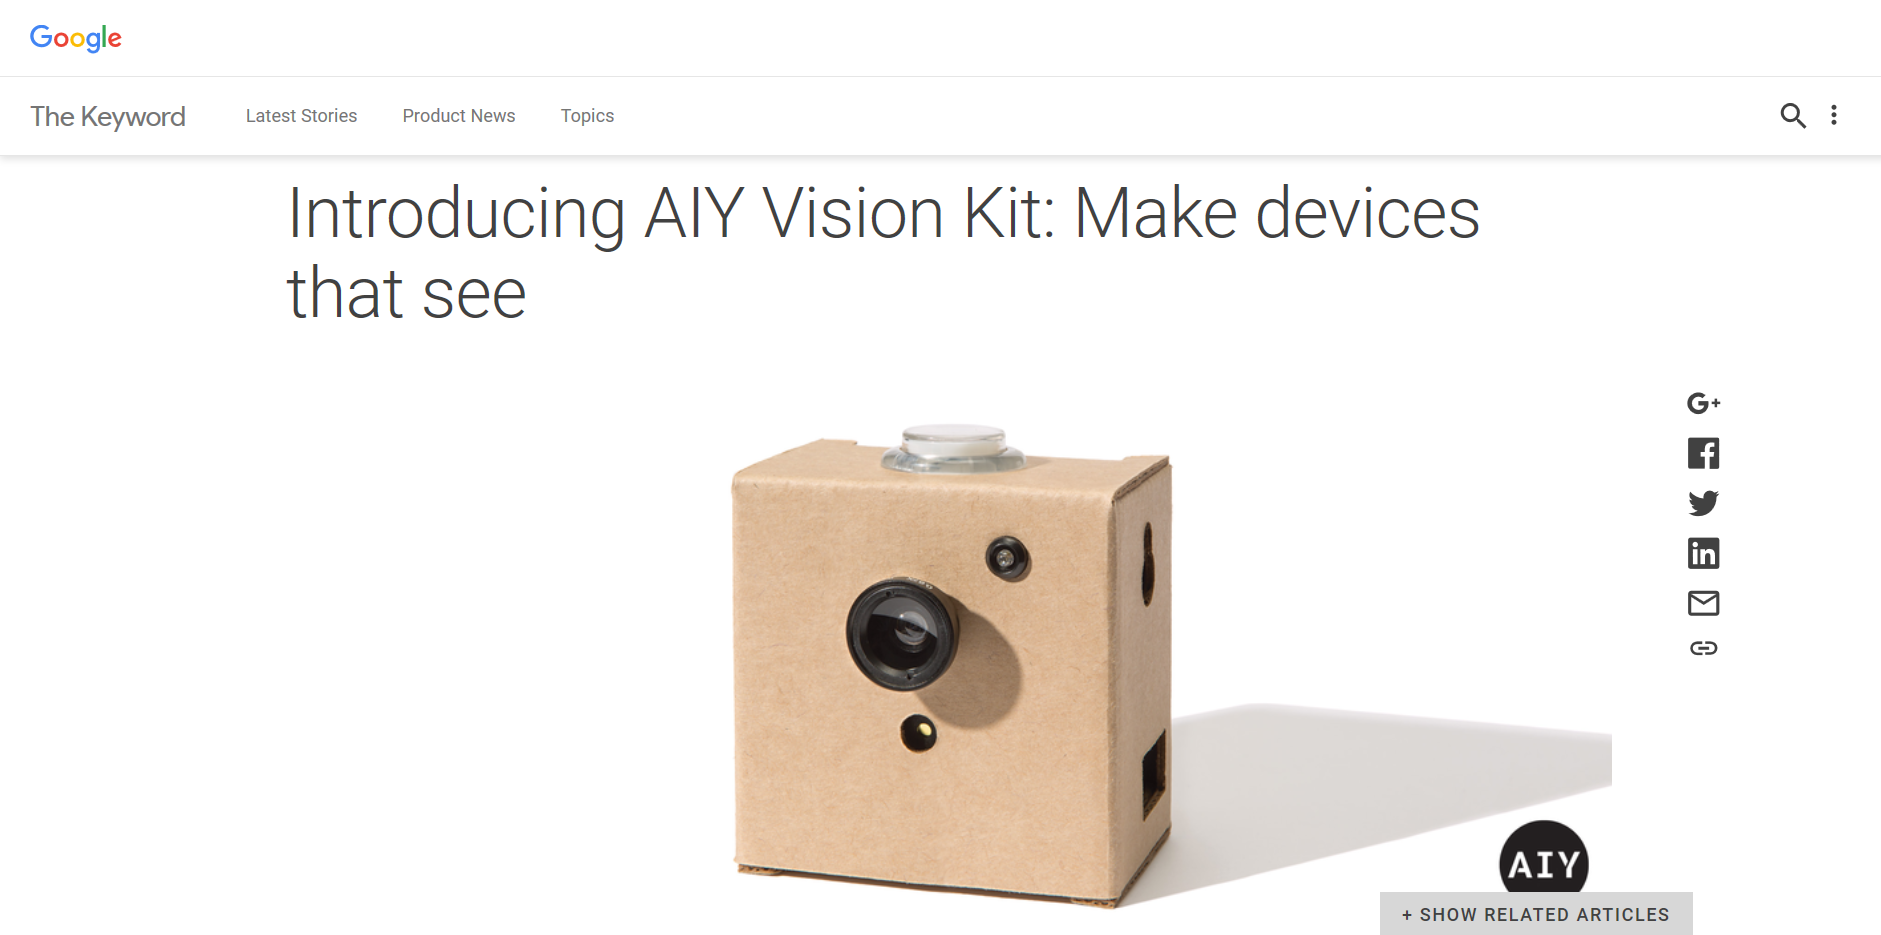 Google
The Keyword
Latest Stories
Product News
Topics
Introducing AIY Vision Kit: Make devices
that see
G+
in
AIY
+ SHOW RELATED ARTICLES